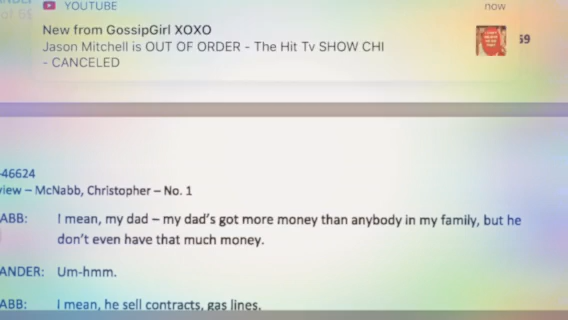 YOUTUBE
now
New from GossipGirl XOXO
Jason Mitchell is OUT OF ORDER - The Hit Tv SHOW CHI
- CANCELED
59
-46624
view – McNabb, Christopher – No. 1
ABB: I mean, my dad – my dad's got more money than anybody in my family, but he
don't even have that much money.
ANDER: Um-hmm.
ABB: I mean, he sell contracts, gas lines.